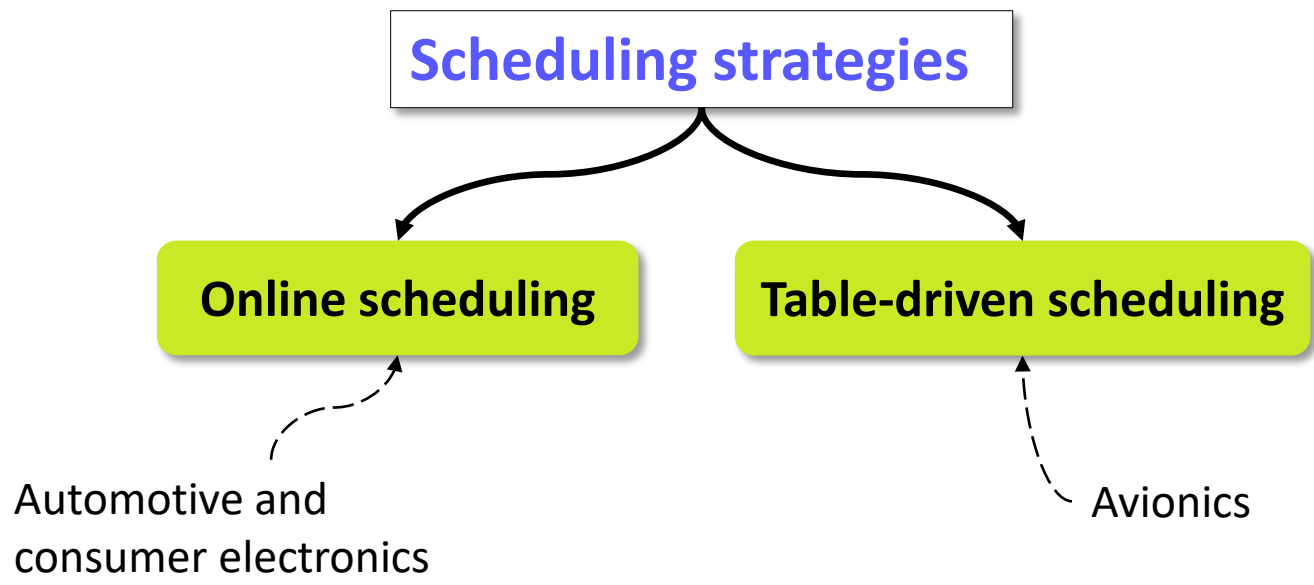 Scheduling strategies
Online scheduling
Table-driven scheduling
Automotive and
consumer electronics
Avionics